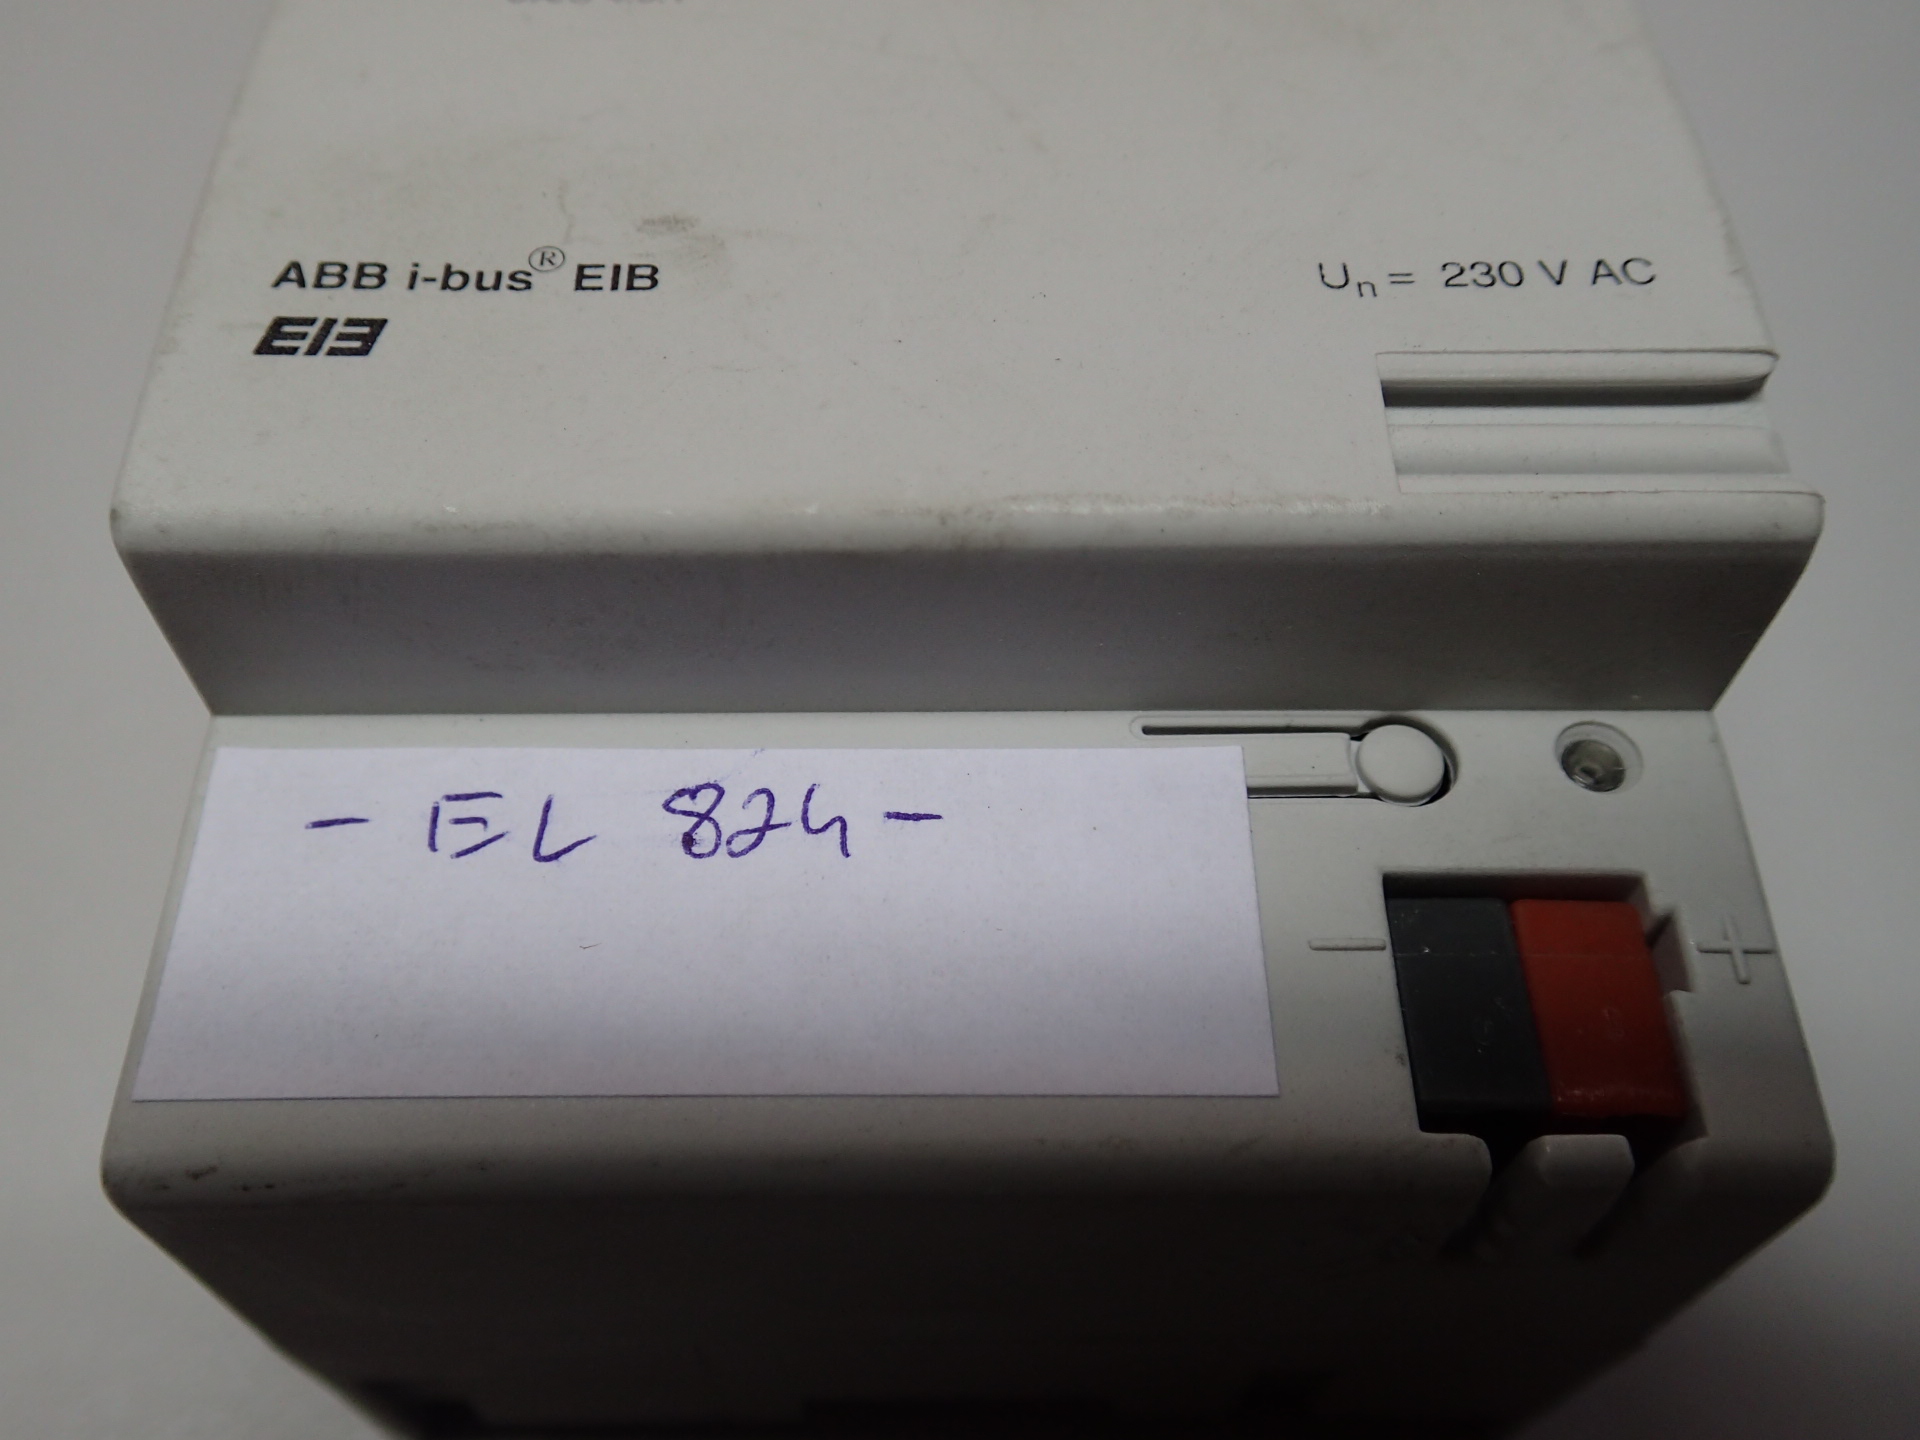 ABB i-bus® EIB
Un = 230 V AC
EIB
- EL 824 -
− +